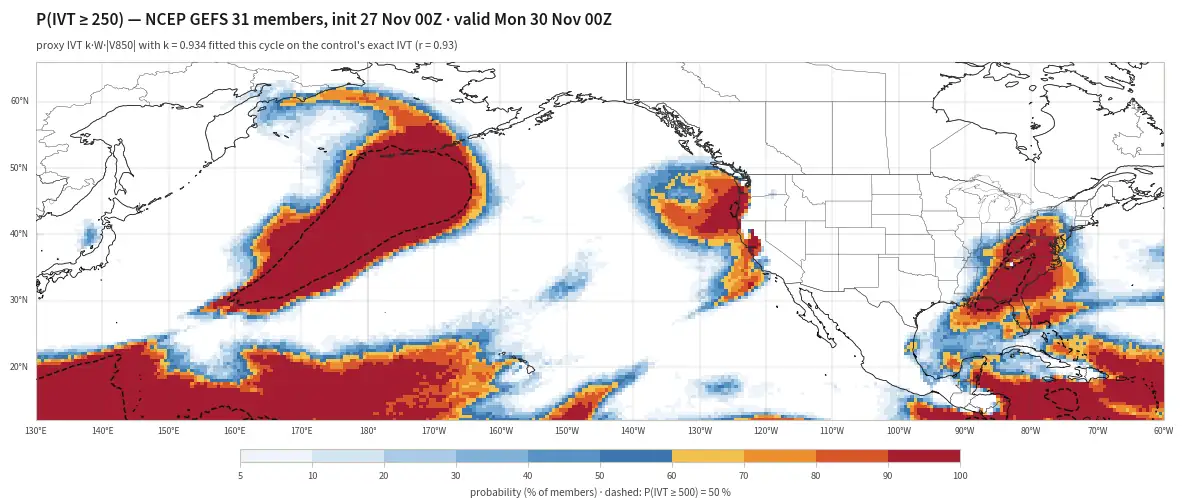 P(IVT ≥ 250) — NCEP GEFS 31 members, init 27 Nov 00Z · valid Mon 30 Nov 00Z
proxy IVT k·W·|V850| with k = 0.934 fitted this cycle on the control's exact IVT (r = 0.93)
60°N
50°N
40°N
30°N
20°N
130°E 140°E 150°E 160°E 170°E 180° 170°W 160°W 150°W 140°W 130°W 120°W 110°W 100°W 90°W 80°W 70°W 60°W
5 10 20 30 40 50 60 70 80 90 100
probability (% of members) · dashed: P(IVT ≥ 500) = 50 %